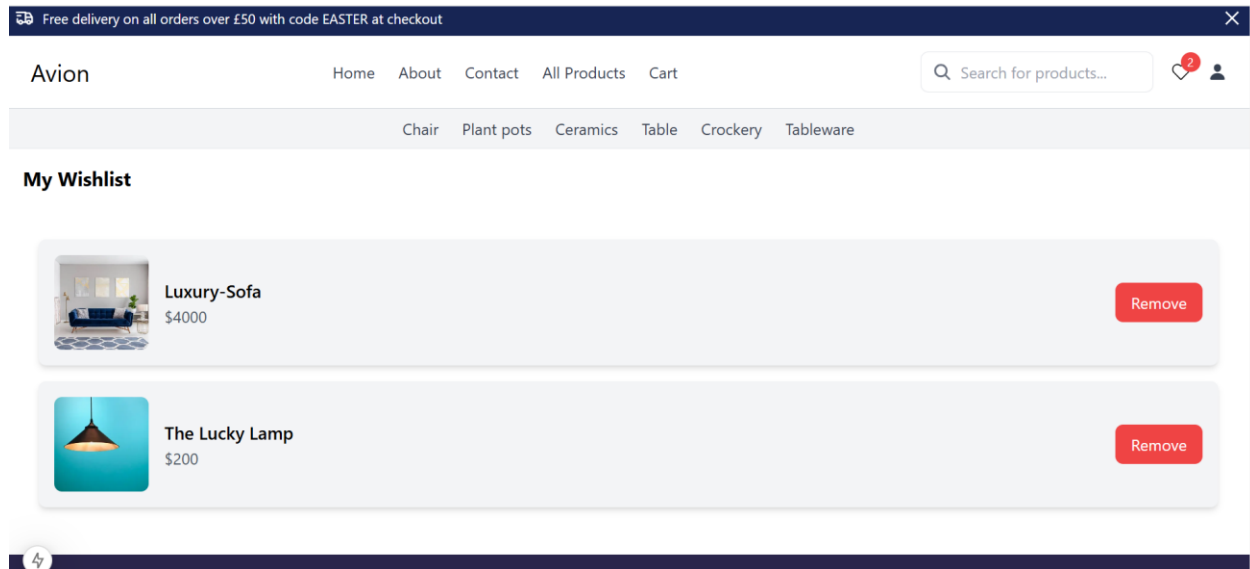 Free delivery on all orders over £50 with code EASTER at checkout
Avion
Home About Contact All Products Cart
Search for products...
2
Chair Plant pots Ceramics Table Crockery Tableware
My Wishlist
Luxury-Sofa
$4000
Remove
The Lucky Lamp
$200
Remove